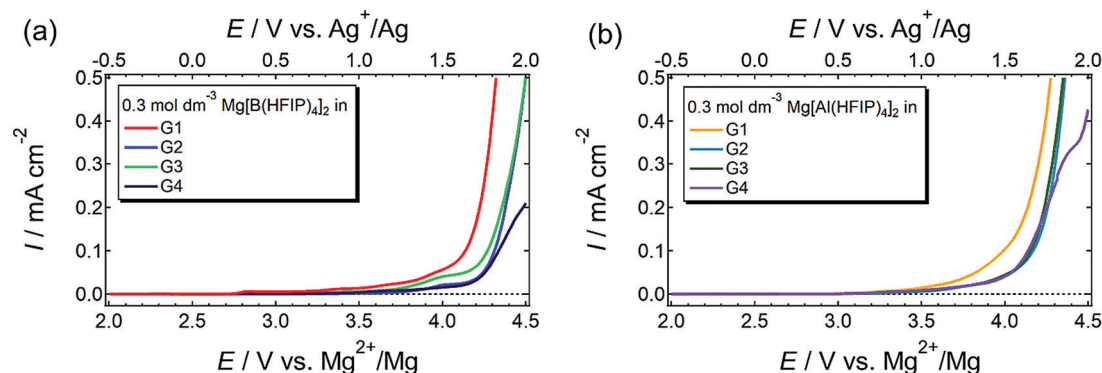 (a)
E / V vs. Ag⁺/Ag
-0.5 0.0 0.5 1.0 1.5 2.0
0.5
0.4
0.3
0.2
0.1
0.0
I / mA cm⁻²
0.3 mol dm⁻³ Mg[B(HFIP)₄]₂ in
G1
G2
G3
G4
2.0 2.5 3.0 3.5 4.0 4.5
E / V vs. Mg²⁺/Mg
(b)
E / V vs. Ag⁺/Ag
-0.5 0.0 0.5 1.0 1.5 2.0
0.5
0.4
0.3
0.2
0.1
0.0
I / mA cm⁻²
0.3 mol dm⁻³ Mg[Al(HFIP)₄]₂ in
G1
G2
G3
G4
2.0 2.5 3.0 3.5 4.0 4.5
E / V vs. Mg²⁺/Mg